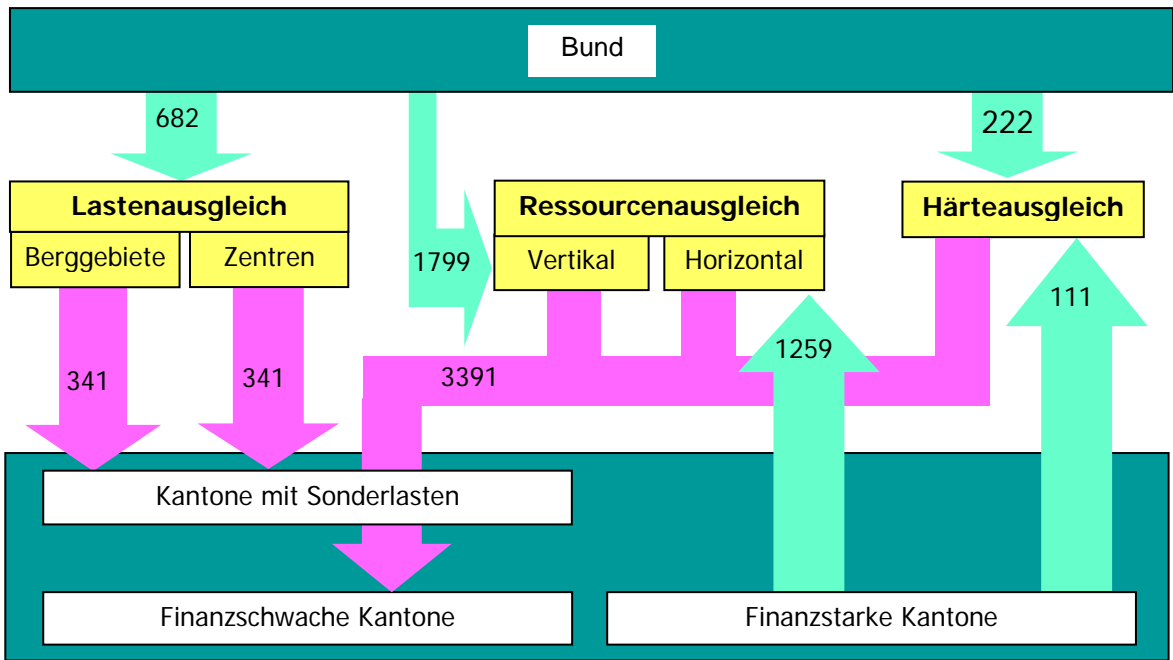 Bund
682
222
Lastenausgleich
Ressourcenausgleich
Härteausgleich
Berggebiete
Zentren
1799
Vertikal
Horizontal
111
341
341
3391
1259
Kantone mit Sonderlasten
Finanzschwache Kantone
Finanzstarke Kantone